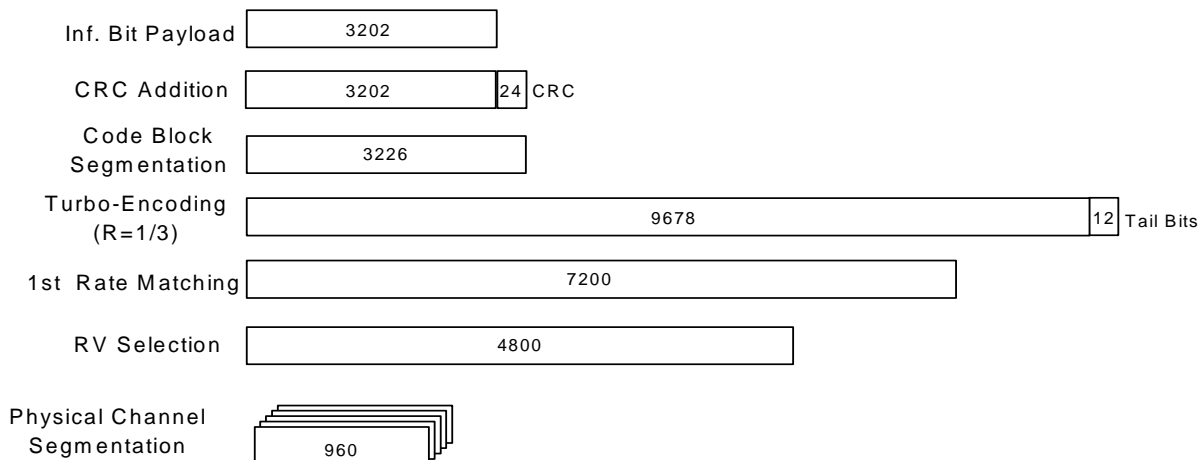 Inf. Bit Payload 3202
CRC Addition 3202 24 CRC
Code Block
Segmentation 3226
Turbo-Encoding
(R=1/3) 9678 12 Tail Bits
1st Rate Matching 7200
RV Selection 4800
Physical Channel
Segmentation 960